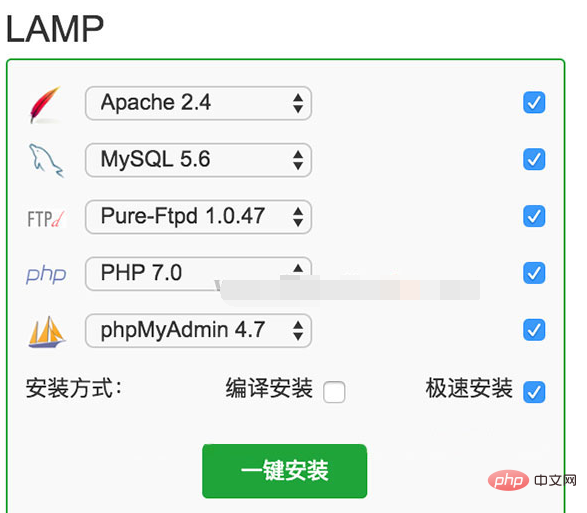 LAMP
Apache 2.4
MySQL 5.6
FTPd Pure-Ftpd 1.0.47
php PHP 7.0
phpMyAdmin 4.7
安装方式： 编译安装 极速安装
一键安装
php 中文网